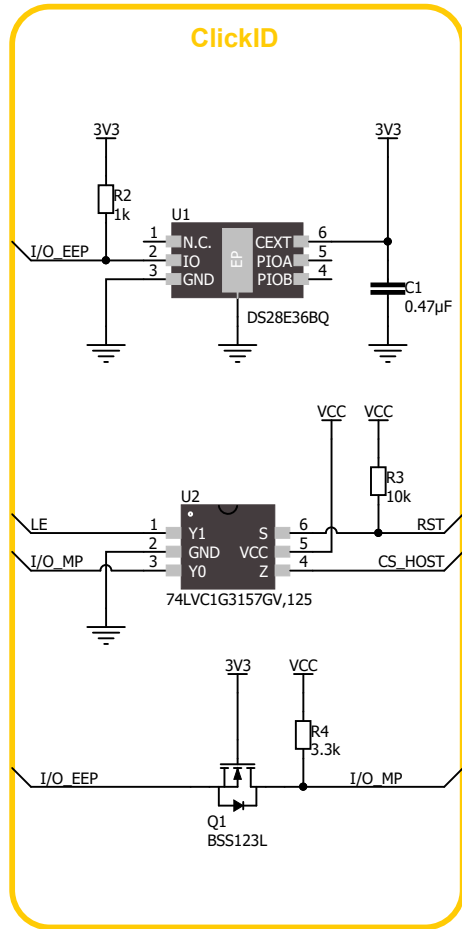 ClickID
3V3 3V3
R2
1k
U1
1 N.C. CEXT 6
I/O_EEP 2 IO PIOA 5
3 GND PIOB 4
EP
C1
0.47µF
DS28E36BQ
VCC VCC
R3
10k
U2
LE 1 Y1 S 6 RST
2 GND VCC 5
I/O_MP 3 Y0 Z 4 CS_HOST
74LVC1G3157GV,125
3V3 VCC
R4
3.3k
I/O_EEP I/O_MP
Q1
BSS123L